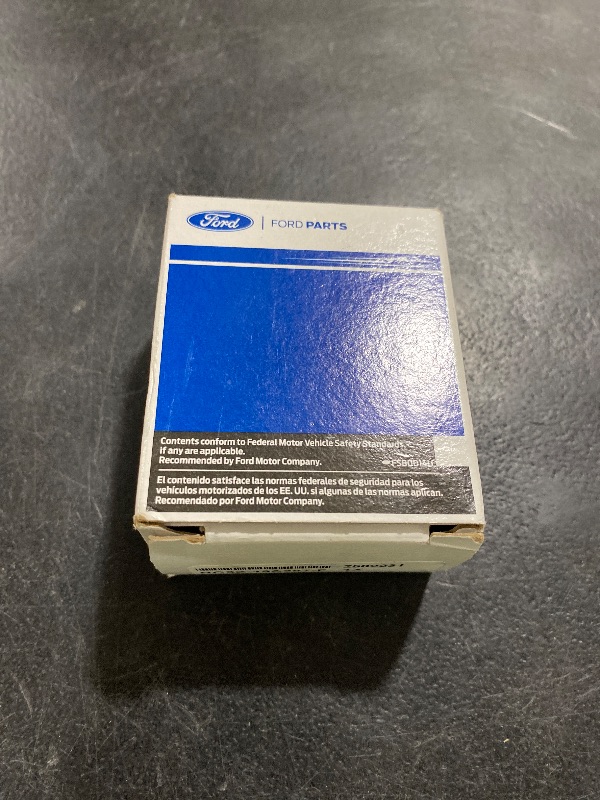 Ford | FORD PARTS
Contents conform to Federal Motor Vehicle Safety Standards,
if any are applicable.
Recommended by Ford Motor Company.
El contenido satisface las normas federales de seguridad para los
vehículos motorizados de los EE. UU. si algunas de las normas aplican.
Recomendado por Ford Motor Company.